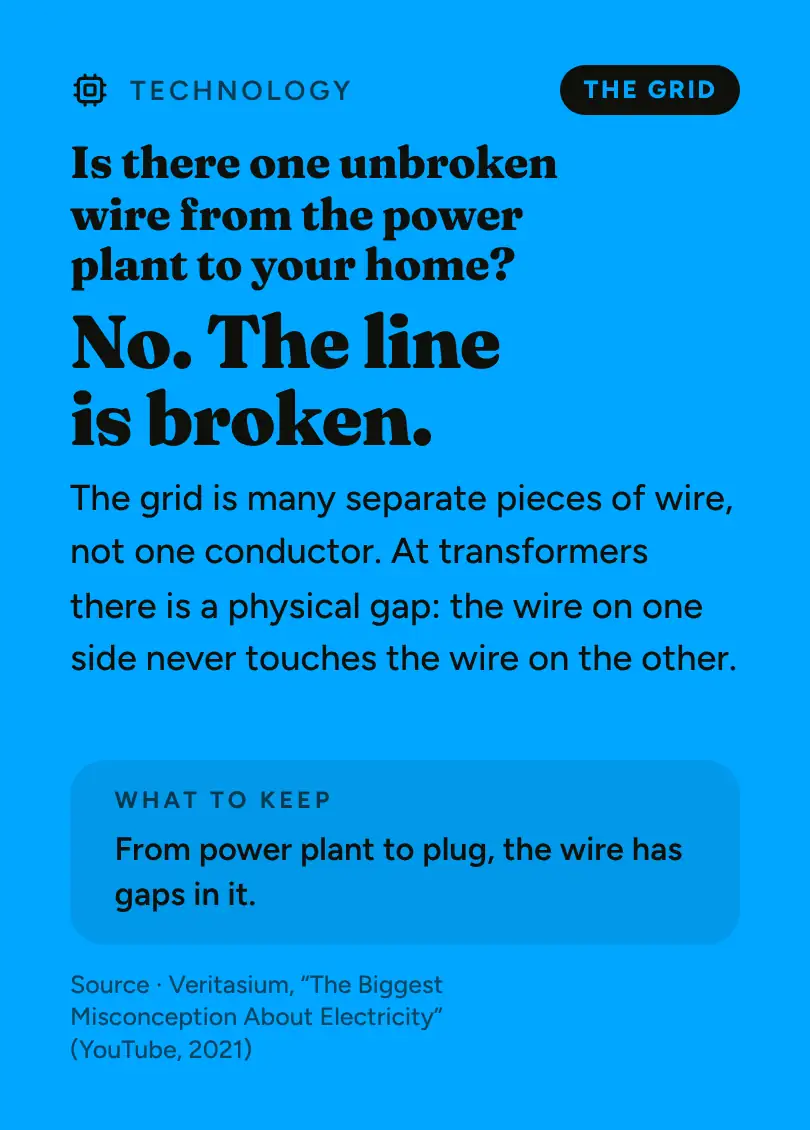 TECHNOLOGY
THE GRID
Is there one unbroken
wire from the power
plant to your home?
No. The line
is broken.
The grid is many separate pieces of wire,
not one conductor. At transformers
there is a physical gap: the wire on one
side never touches the wire on the other.
WHAT TO KEEP
From power plant to plug, the wire has
gaps in it.
Source · Veritasium, “The Biggest
Misconception About Electricity”
(YouTube, 2021)